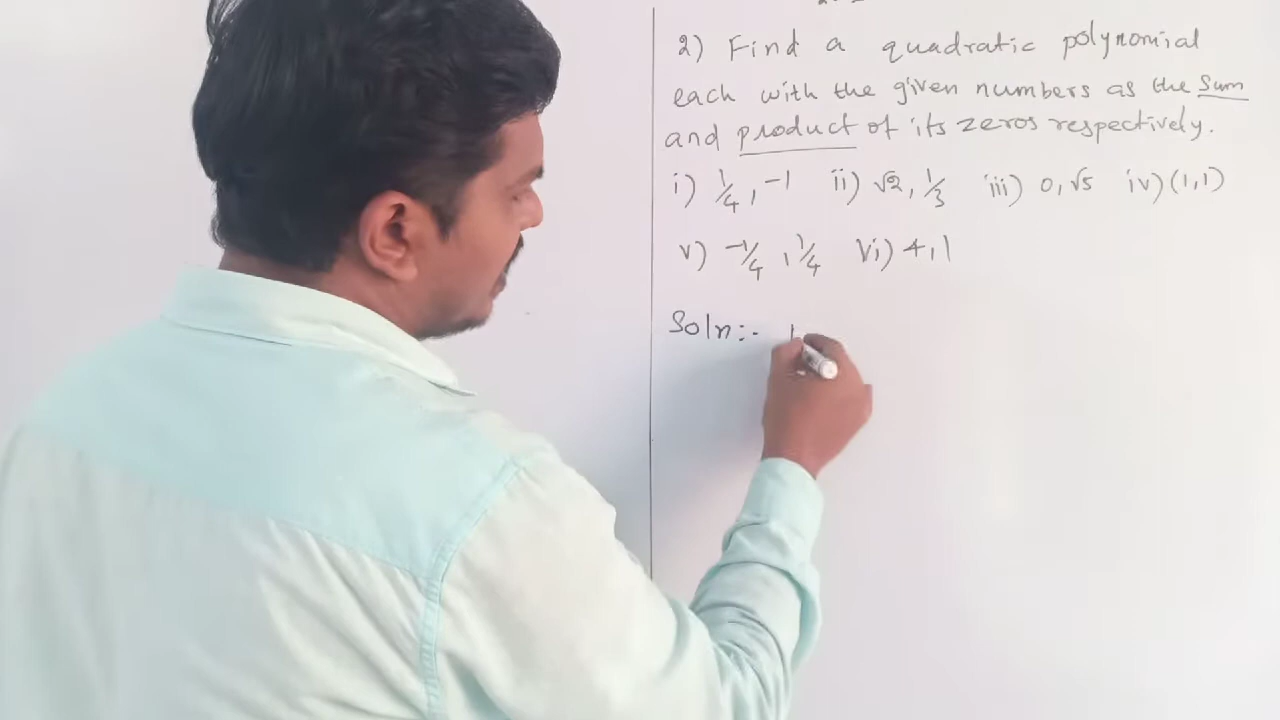 2) Find a quadratic polynomial
each with the given numbers as the Sum
and product of its zeros respectively.
i) 1/4, -1 ii) √2, 1/3 iii) 0, √5 iv) (1,1)
v) -1/4, 1/4 vi) 4, 1
Soln:-